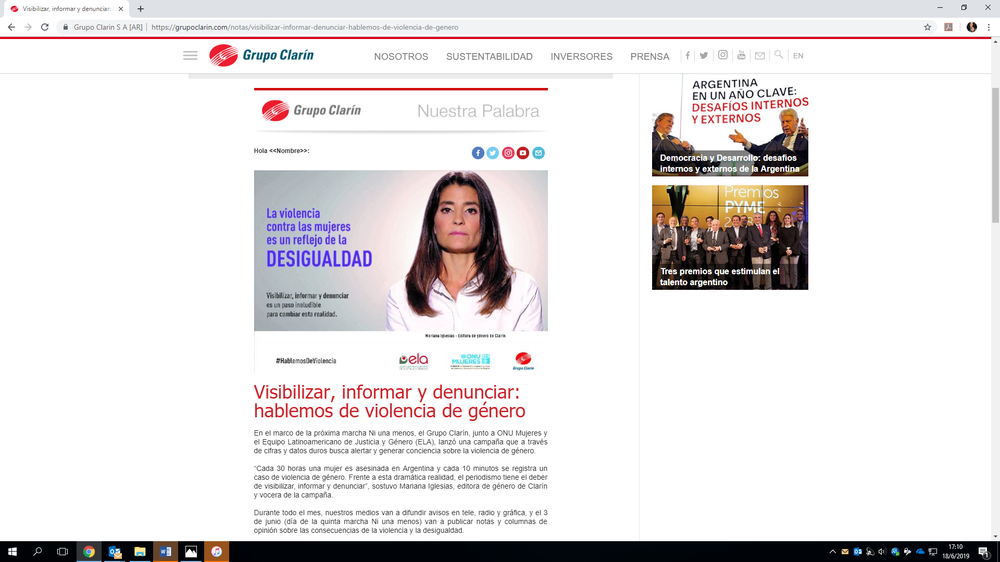 Visibilizar, informar y denunciar:
Grupo Clarin S A [AR]
https://grupoclarin.com/notas/visibilizar-informar-denunciar-hablemos-de-violencia-de-genero
Grupo Clarín
NOSOTROS
SUSTENTABILIDAD
INVERSORES
PRENSA
You
Tube
EN
Grupo Clarín
Nuestra Palabra
Hola <<Nombre>>:
La violencia
contra las mujeres
es un reflejo de la
DESIGUALDAD
Visibilizar, informar y denunciar
es un paso ineludible
para cambiar esta realidad.
Mariana Iglesias - Editora de género de Clarín
#HablemosDeViolencia
ela
ONU
MUJERES
Grupo Clarín
Visibilizar, informar y denunciar:
hablemos de violencia de género
En el marco de la próxima marcha Ni una menos, el Grupo Clarín, junto a ONU Mujeres y
el Equipo Latinoamericano de Justicia y Género (ELA), lanzó una campaña que a través
de cifras y datos duros busca alertar y generar conciencia sobre la violencia de género.
“Cada 30 horas una mujer es asesinada en Argentina y cada 10 minutos se registra un
caso de violencia de género. Frente a esta dramática realidad, el periodismo tiene el deber
de visibilizar, informar y denunciar”, sostuvo Mariana Iglesias, editora de género de Clarín
y vocera de la campaña.
Durante todo el mes, nuestros medios van a difundir avisos en tele, radio y gráfica, y el 3
de junio (día de la quinta marcha Ni una menos) van a publicar notas y columnas de
opinión sobre las consecuencias de la violencia y la desigualdad.
ARGENTINA
EN UN AÑO CLAVE:
DESAFÍOS INTERNOS
Y EXTERNOS
Democracia y Desarrollo: desafíos
internos y externos de la Argentina
Premios
PYME
Tres premios que estimulan el
talento argentino
17:10
18/6/2019
1